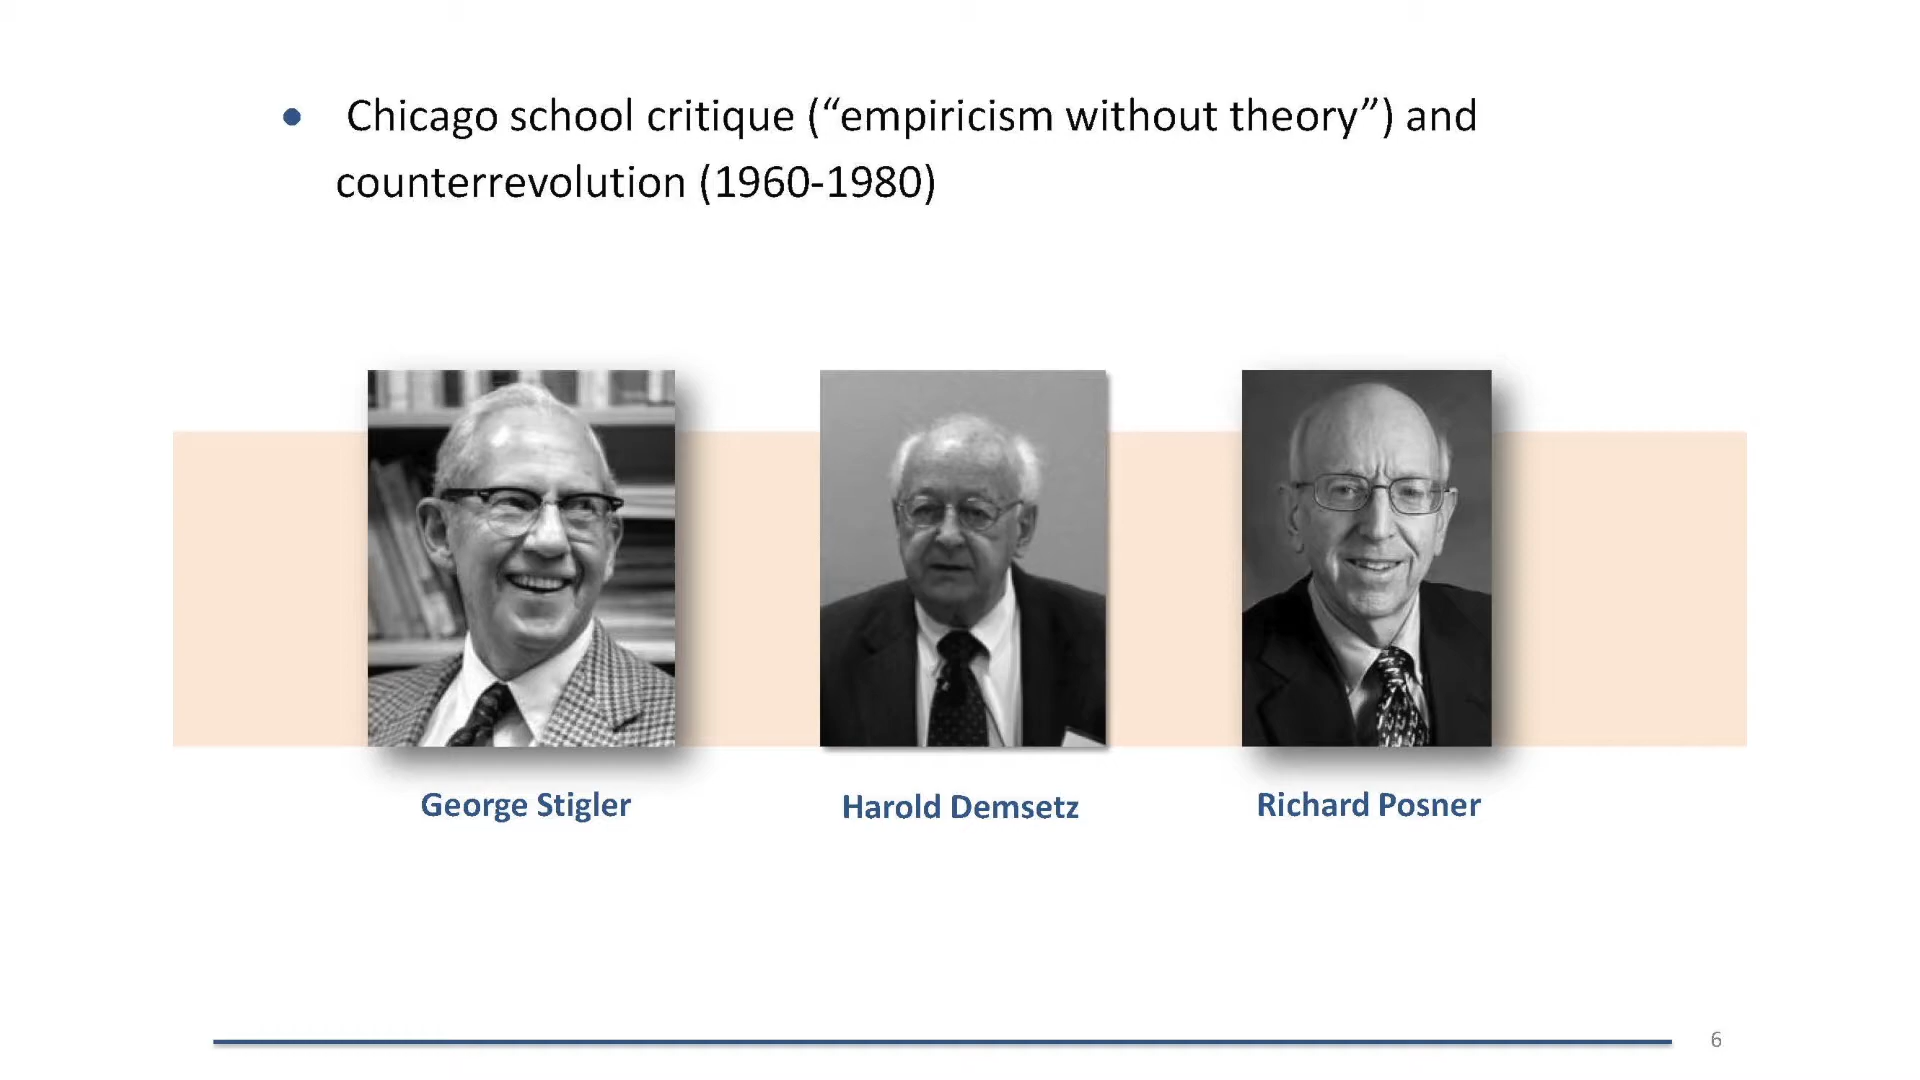 • Chicago school critique (“empiricism without theory”) and
counterrevolution (1960-1980)
George Stigler
Harold Demsetz
Richard Posner
6